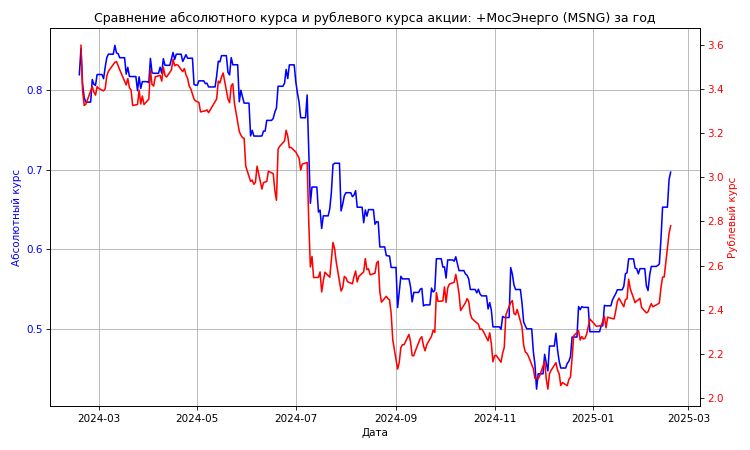 Сравнение абсолютного курса и рублевого курса акции: +МосЭнерго (MSNG) за год
Абсолютный курс
0.8
0.7
0.6
0.5
3.6
3.4
3.2
3.0
2.8
2.6
2.4
2.2
2.0
Рублевый курс
2024-03 2024-05 2024-07 2024-09 2024-11 2025-01 2025-03
Дата